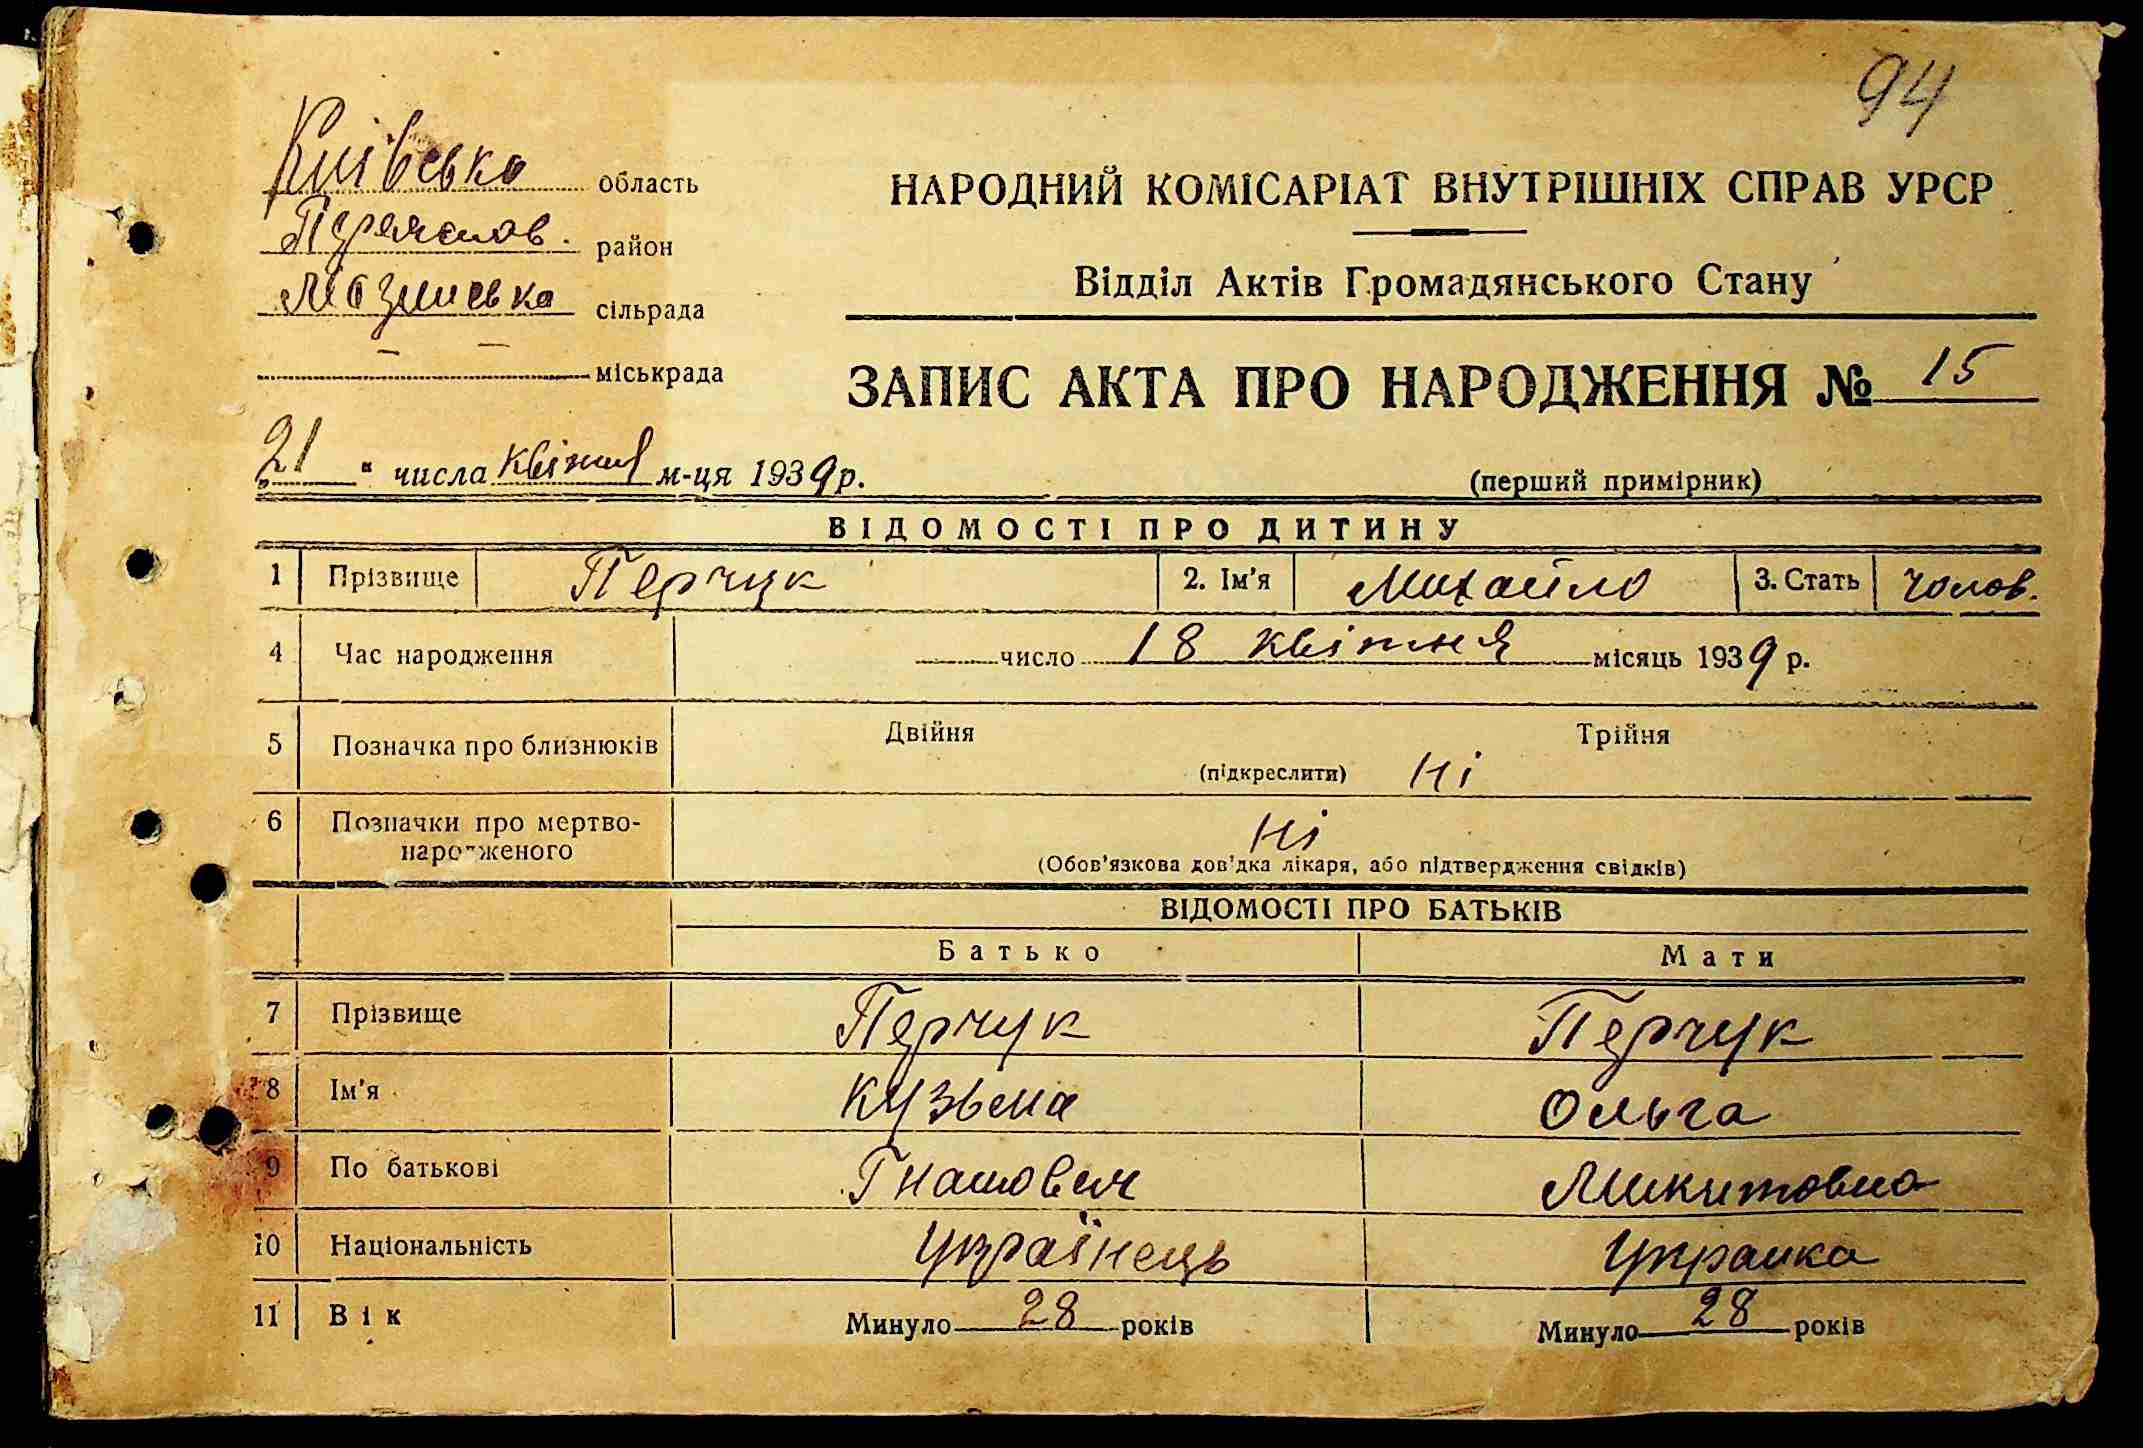 94
Київська область
Переяслов. район
сільрада
міськрада
НАРОДНИЙ КОМІСАРІАТ ВНУТРІШНІХ СПРАВ УРСР
Відділ Актів Громадянського Стану
ЗАПИС АКТА ПРО НАРОДЖЕННЯ № 15
"21" числа квітня м-ця 1939 р.
(перший примірник)
ВІДОМОСТІ ПРО ДИТИНУ
1 Прізвище Перчук 2. Ім'я Михайло 3. Стать чолов.
4 Час народження число 18 квітня місяць 1939 р.
5 Позначка про близнюків Двійня Трійня
(підкреслити) Ні
6 Позначки про мертво-
народженого Ні
(Обов'язкова дов'дка лікаря, або підтвердження свідків)
ВІДОМОСТІ ПРО БАТЬКІВ
Батько Мати
7 Прізвище Перчук Перчук
8 Ім'я Кузьма Ольга
9 По батькові Гнатович Микитовна
10 Національність Українець Украінка
11 Вік Минуло 28 років Минуло 28 років